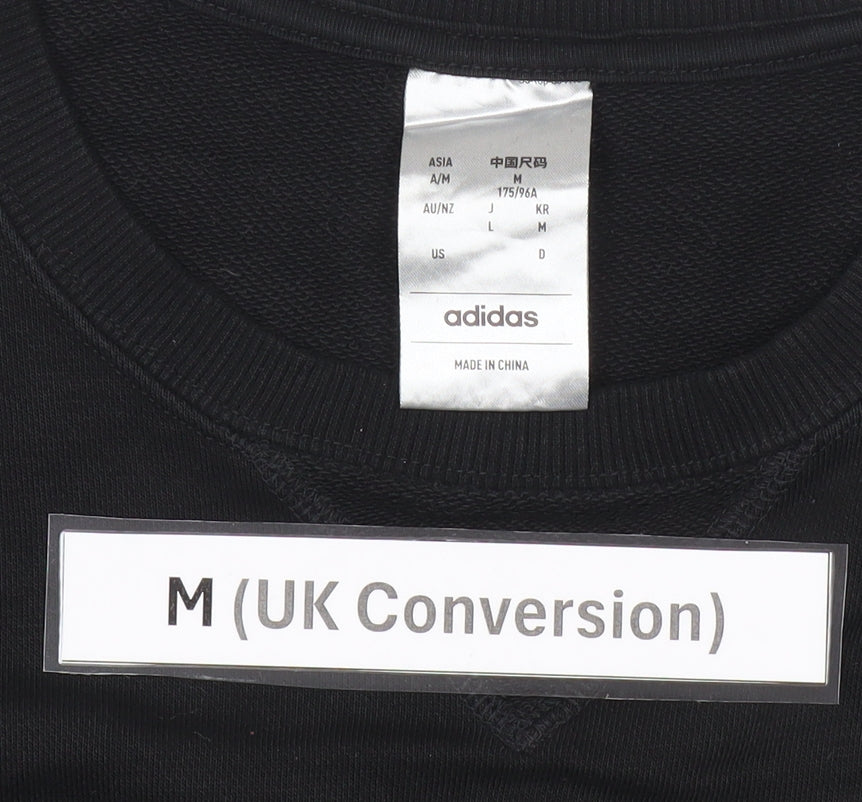 ASIA 中国尺码
A/M M
175/96A
AU/NZ J KR
L M
US D
adidas
MADE IN CHINA
M (UK Conversion)